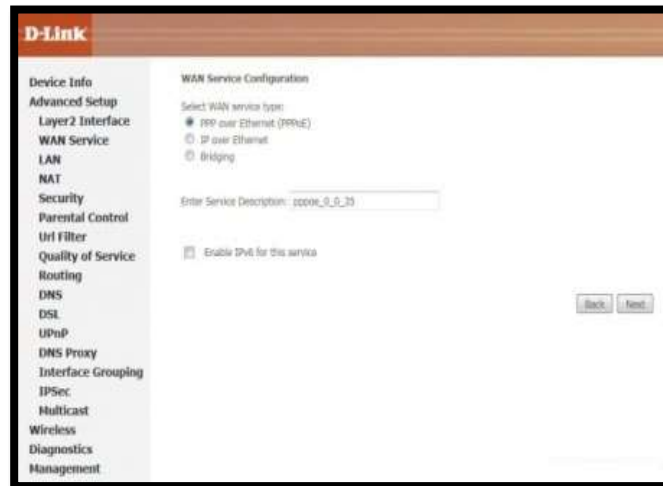 D-Link
Device Info
Advanced Setup
Layer2 Interface
WAN Service
LAN
NAT
Security
Parental Control
Url Filter
Quality of Service
Routing
DNS
DSL
UPnP
DNS Proxy
Interface Grouping
IPSec
Multicast
Wireless
Diagnostics
Management
WAN Service Configuration
Select WAN service type:
PPP over Ethernet (PPPoE)
IP over Ethernet
Bridging
Enter Service Description: pppoe_0_0_35
Enable IPv6 for this service
Back Next